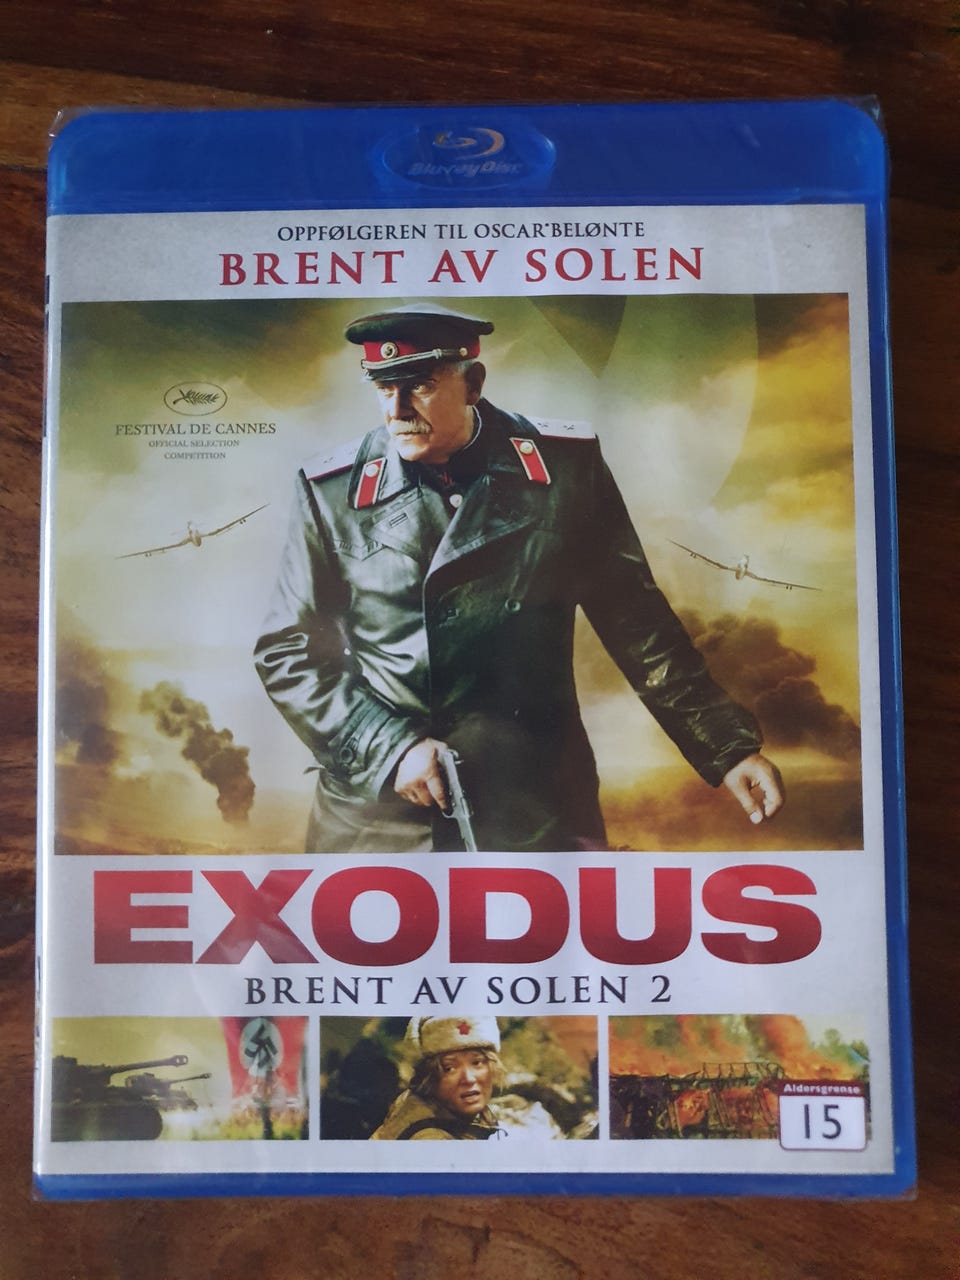 Blu-ray Disc
OPPFØLGEREN TIL OSCAR®BELØNTE
BRENT AV SOLEN
FESTIVAL DE CANNES
OFFICIAL SELECTION
COMPETITION
EXODUS
BRENT AV SOLEN 2
Aldersgrense
15